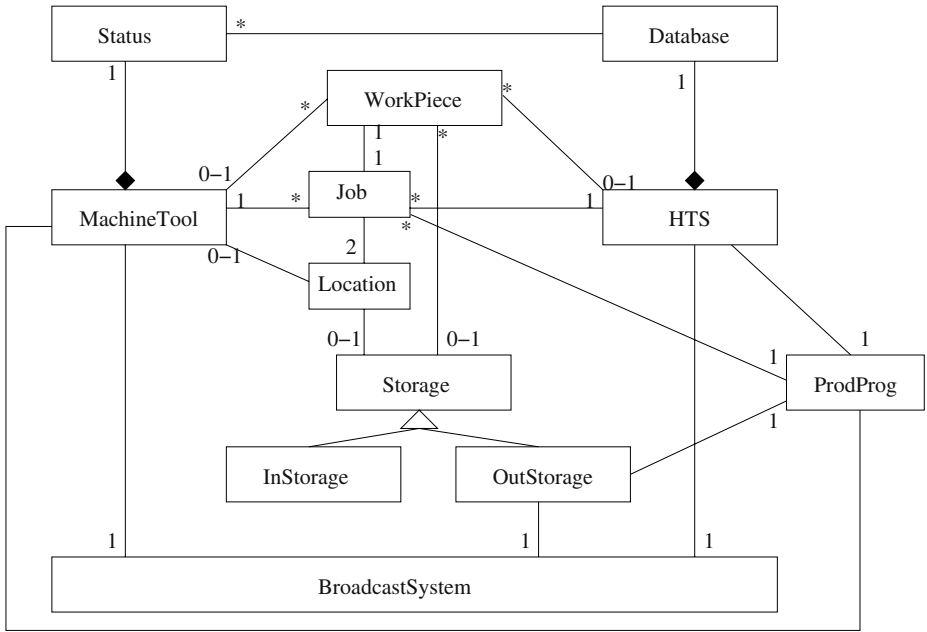 Status
*
Database
1
1
WorkPiece
*
*
1
*
1
0−1
0−1
MachineTool
1
*
Job
*
1
HTS
*
0−1
2
Location
0−1
0−1
1
1
Storage
ProdProg
1
InStorage
OutStorage
1
1
1
BroadcastSystem